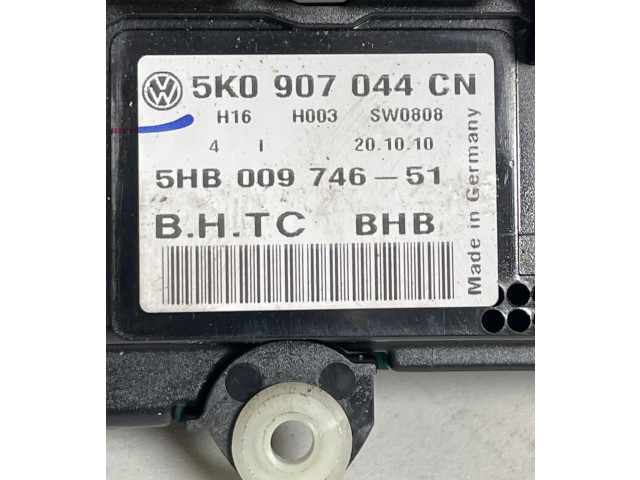 VW 5K0 907 044 CN
H16 H003 SW0808
4 I 20.10.10
5HB 009 746-51
B.H.TC BHB
Made in Germany